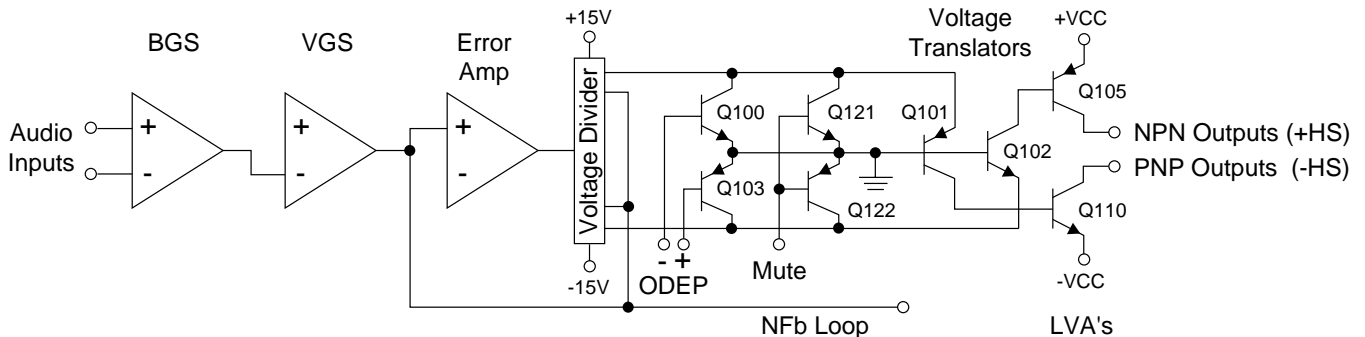 BGS
VGS
Error
Amp
+15V
Voltage
Translators
+VCC
Audio
Inputs
+
-
+
-
+
-
Voltage Divider
Q100
Q121
Q101
Q105
NPN Outputs (+HS)
Q102
PNP Outputs (-HS)
Q103
Q122
Q110
- +
ODEP
Mute
-15V
-VCC
NFb Loop
LVA's